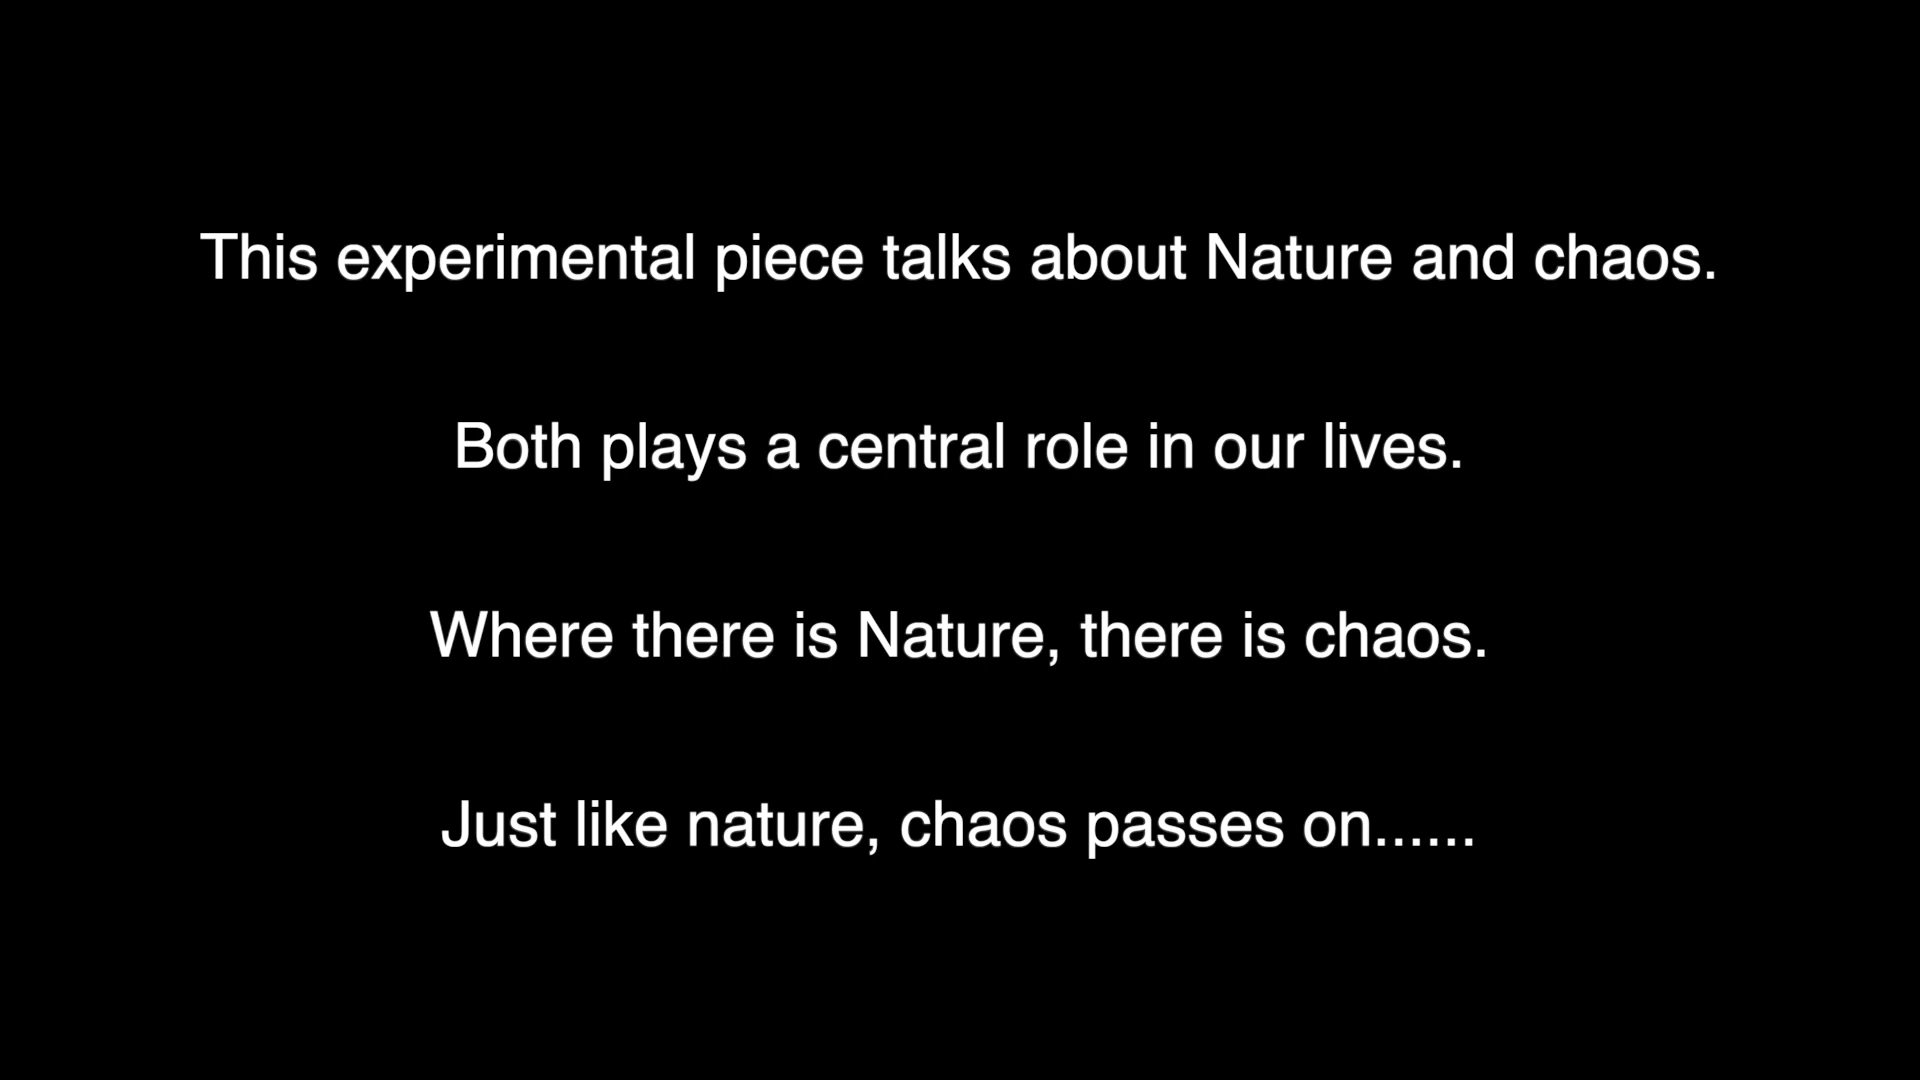 This experimental piece talks about Nature and chaos.
Both plays a central role in our lives.
Where there is Nature, there is chaos.
Just like nature, chaos passes on......